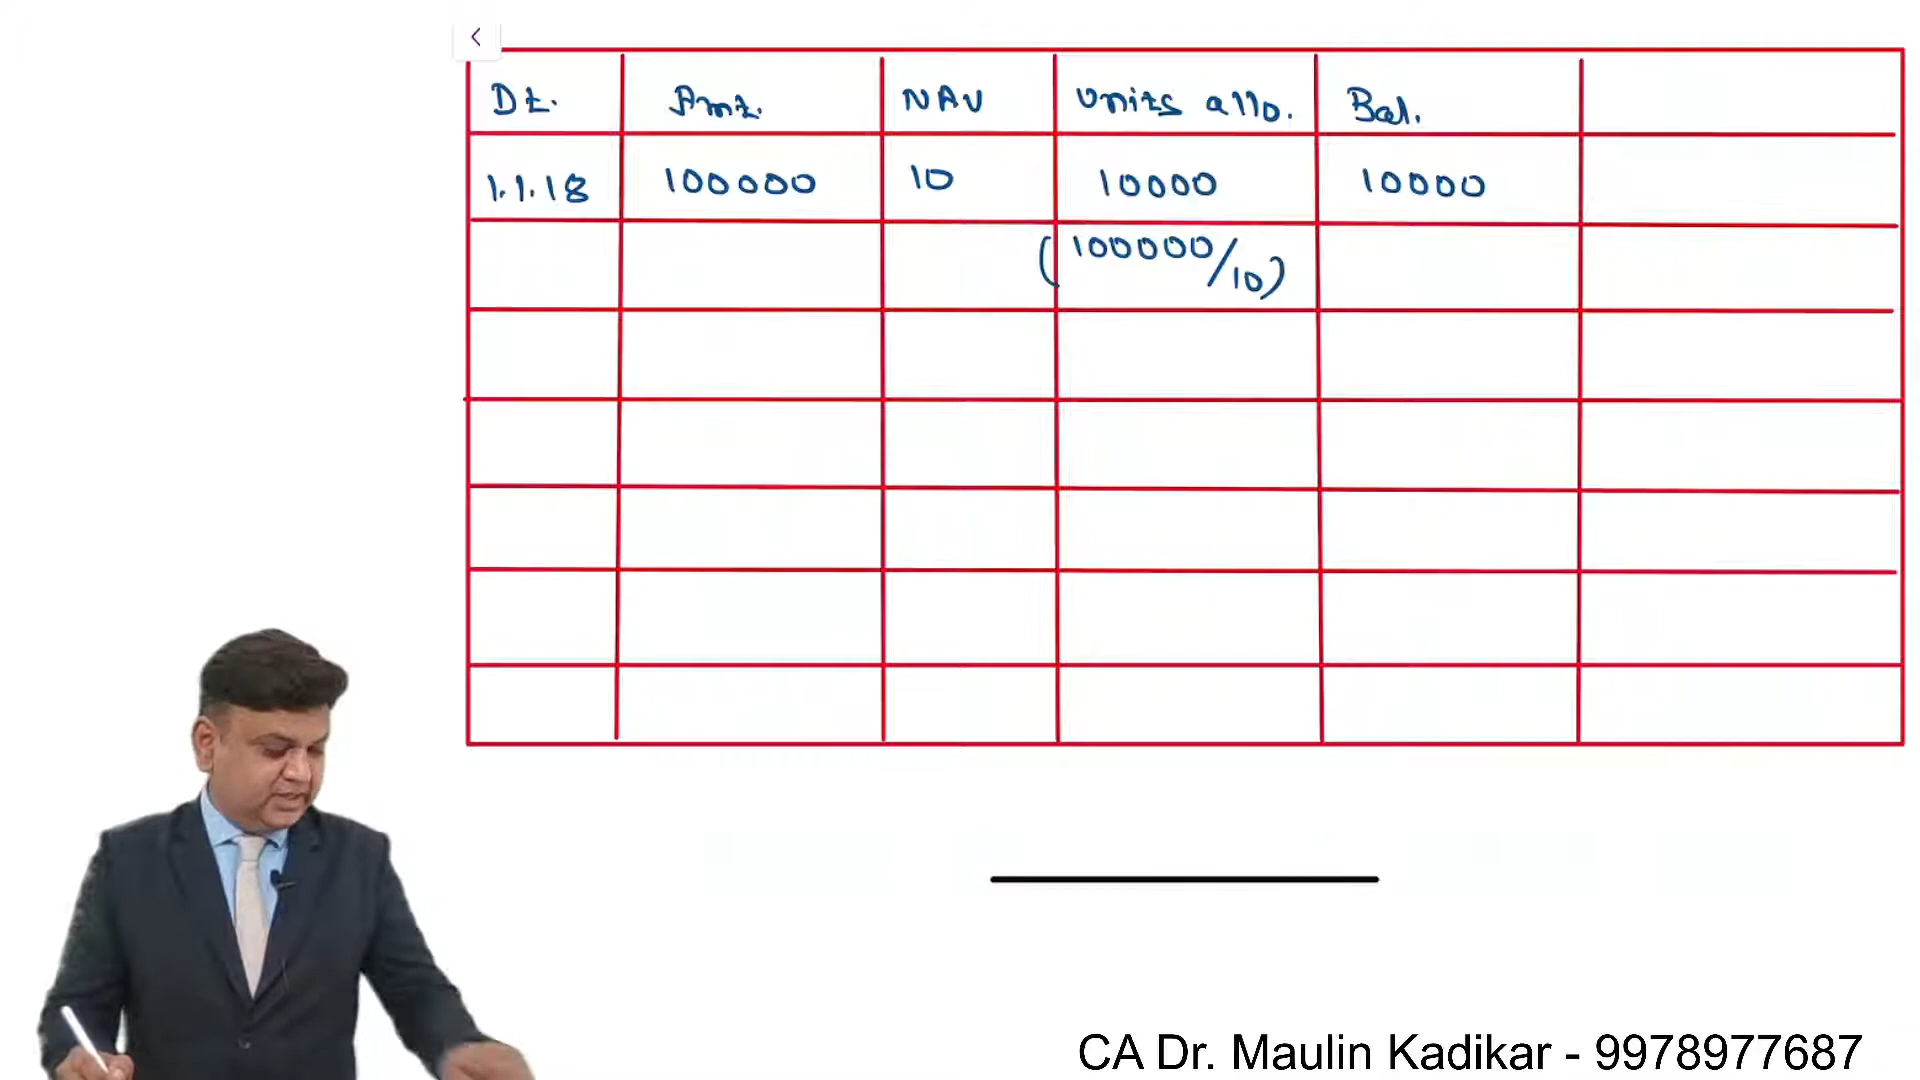 Dt. Amt. NAV Units allo. Bal.
1.1.18 100000 10 10000 10000
(100000/10)
CA Dr. Maulin Kadikar - 9978977687